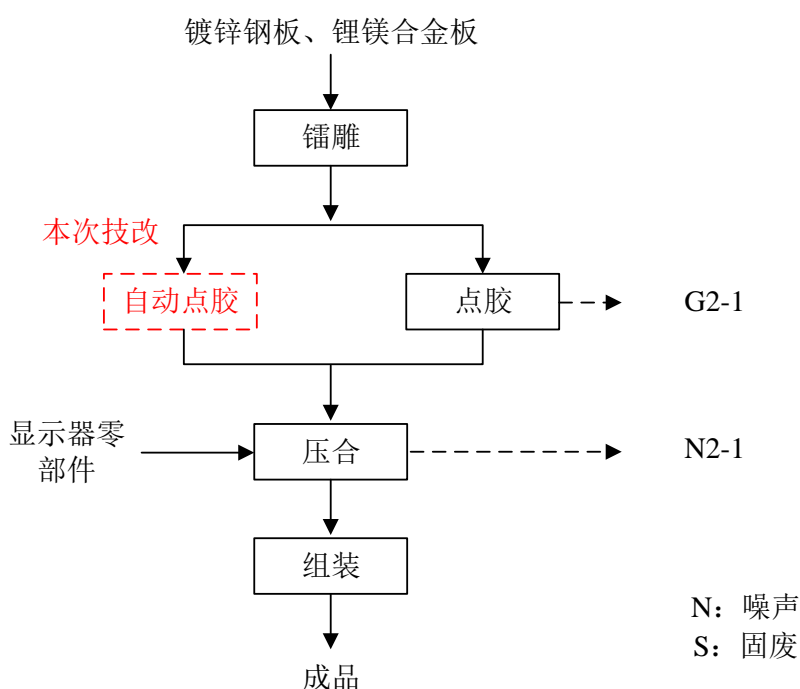 镀锌钢板、锂镁合金板
镭雕
本次技改
自动点胶
点胶
G2-1
显示器零
部件
压合
N2-1
组装
N：噪声
S：固废
成品